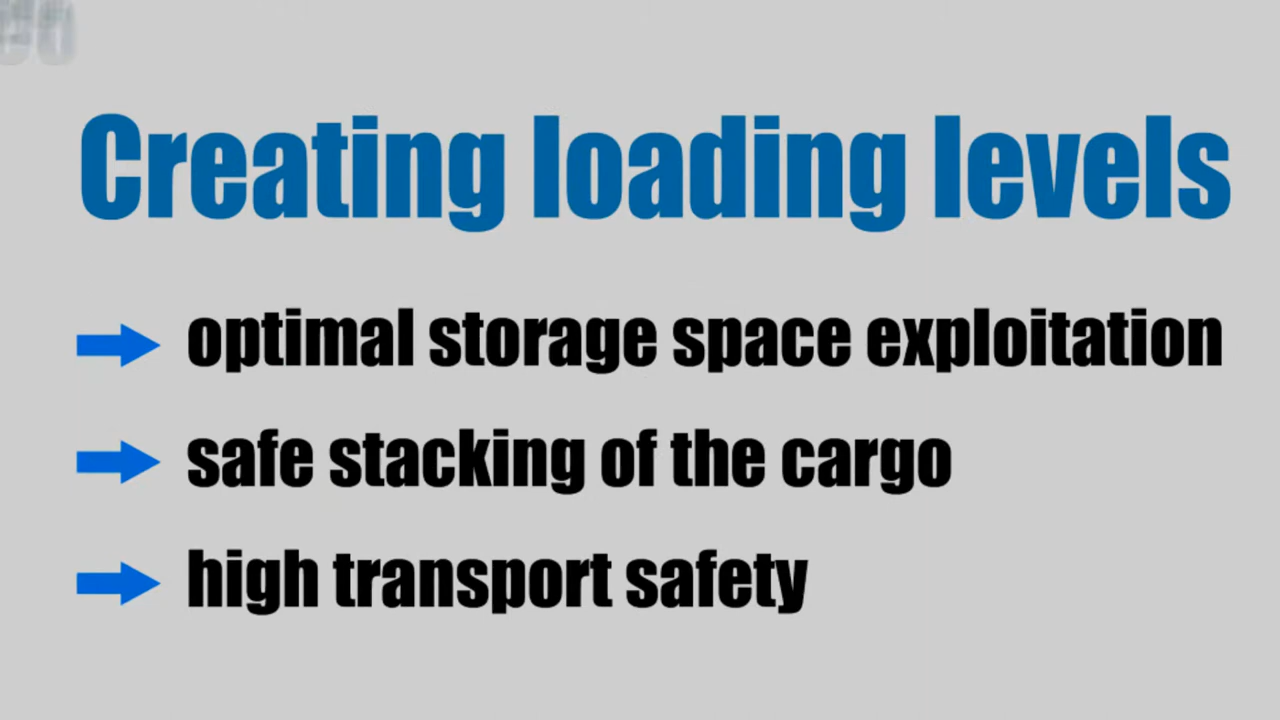 Creating loading levels
optimal storage space exploitation
safe stacking of the cargo
high transport safety